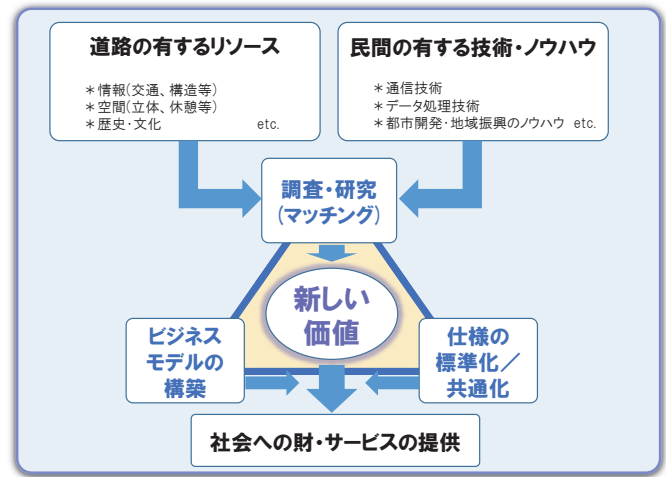 道路の有するリソース
＊情報(交通、構造等)
＊空間(立体、休憩等)
＊歴史・文化 etc.
民間の有する技術・ノウハウ
＊通信技術
＊データ処理技術
＊都市開発・地域振興のノウハウ etc.
調査・研究
(マッチング)
新しい
価値
ビジネス
モデルの
構築
仕様の
標準化／
共通化
社会への財・サービスの提供